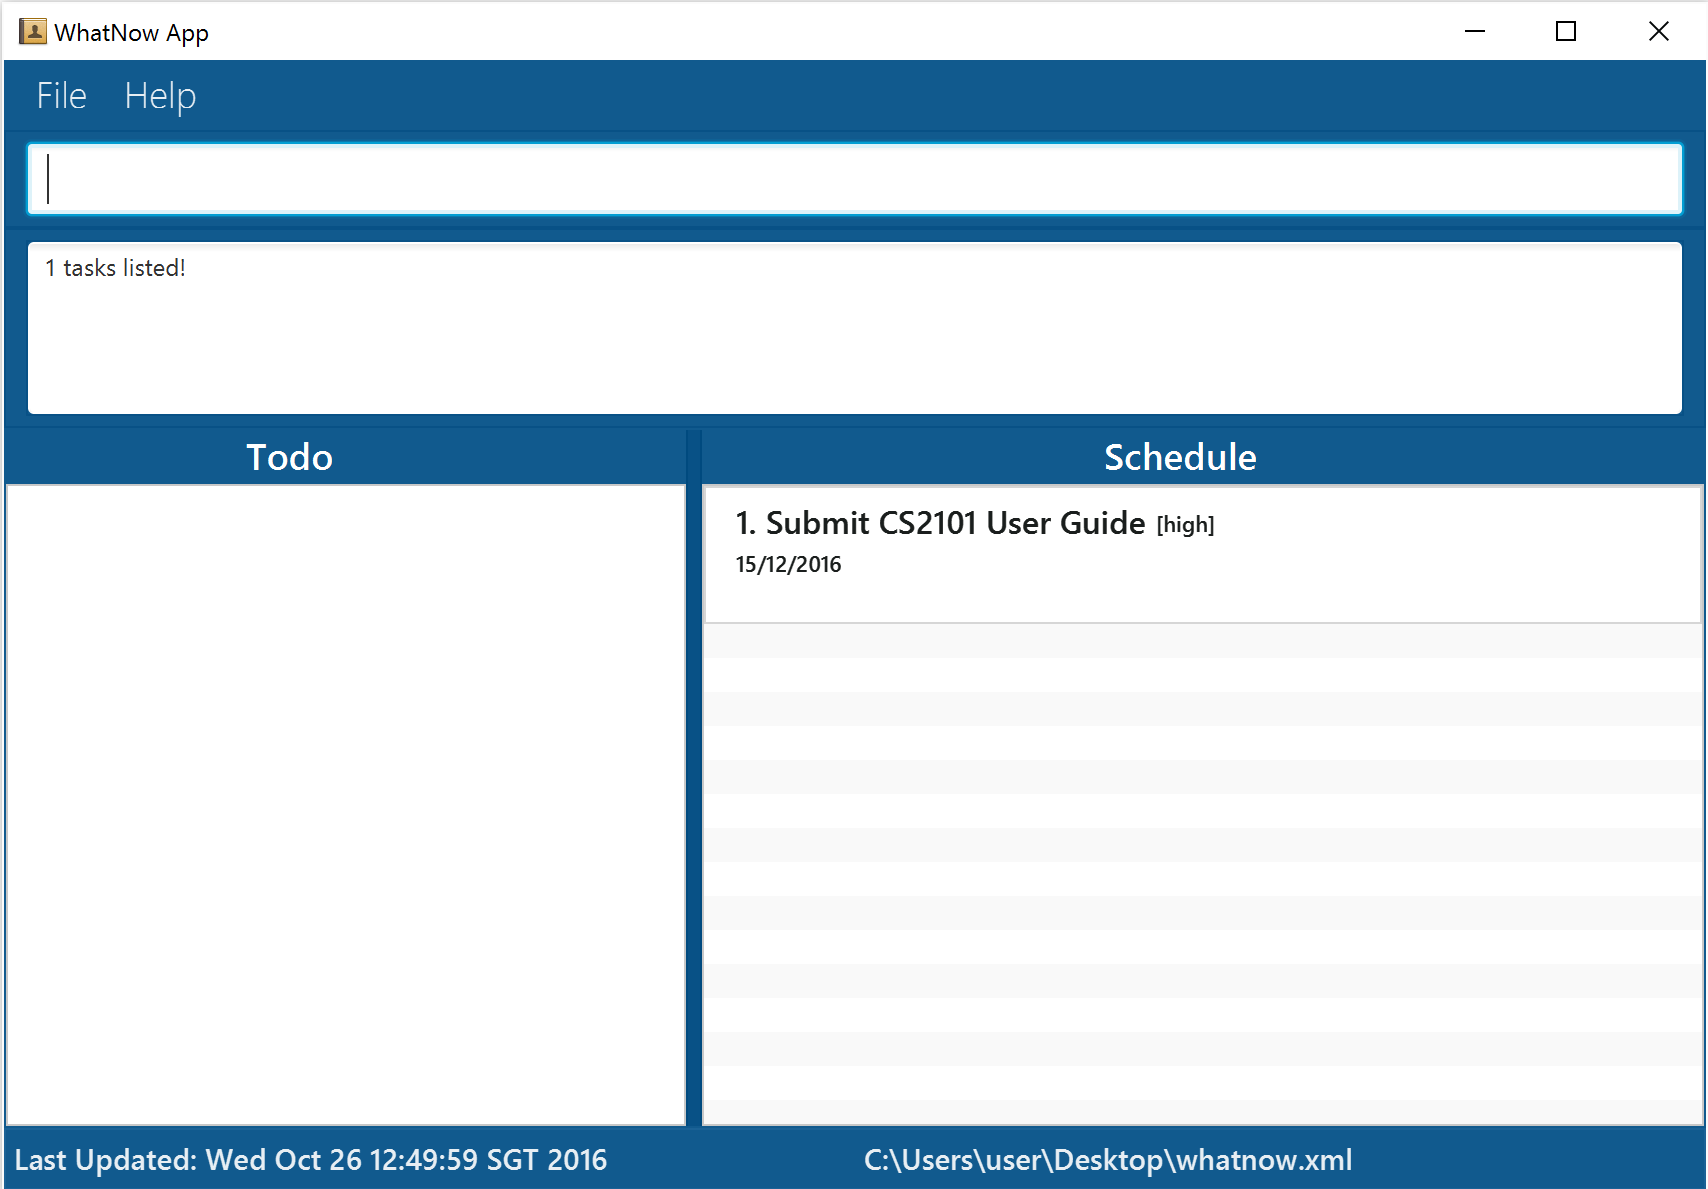 WhatNow App
File Help
1 tasks listed!
Todo
Schedule
1. Submit CS2101 User Guide [high]
15/12/2016
Last Updated: Wed Oct 26 12:49:59 SGT 2016
C:\Users\user\Desktop\whatnow.xml